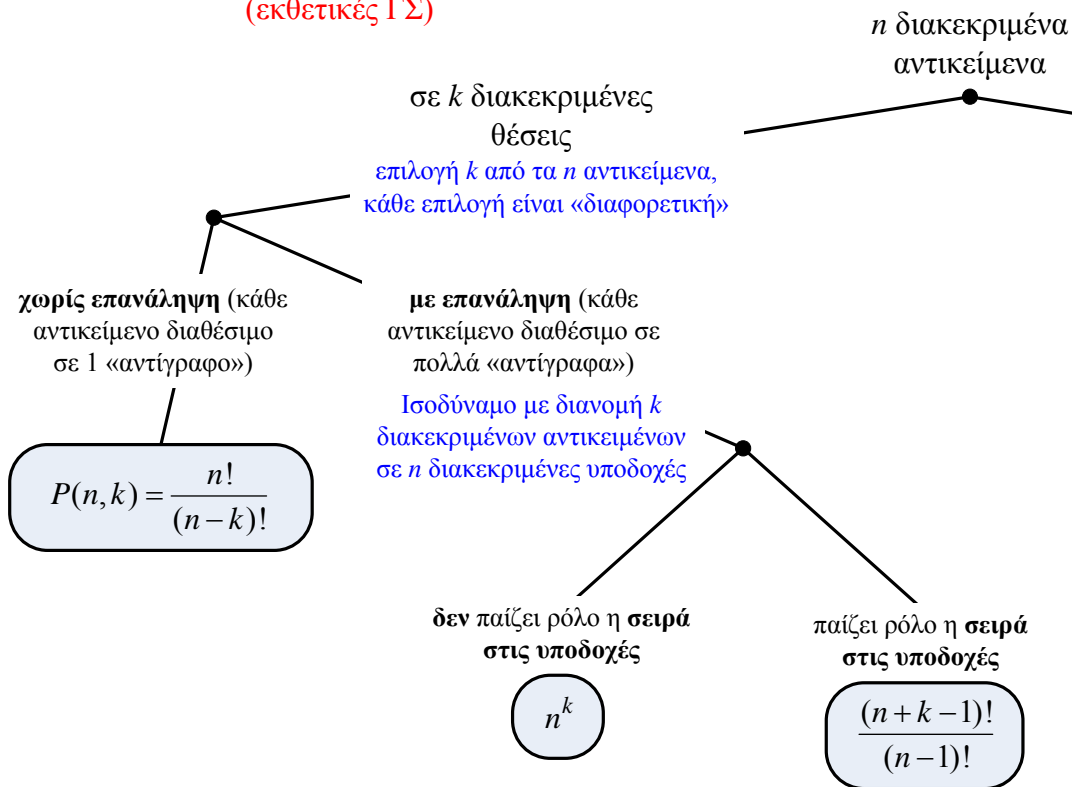 (εκθετικές ΓΣ)
n διακεκριμένα
αντικείμενα
σε k διακεκριμένες
θέσεις
επιλογή k από τα n αντικείμενα,
κάθε επιλογή είναι «διαφορετική»
χωρίς επανάληψη (κάθε
αντικείμενο διαθέσιμο
σε 1 «αντίγραφο»)
P(n,k) = n! / (n−k)!
με επανάληψη (κάθε
αντικείμενο διαθέσιμο σε
πολλά «αντίγραφα»)
Ισοδύναμο με διανομή k
διακεκριμένων αντικειμένων
σε n διακεκριμένες υποδοχές
δεν παίζει ρόλο η σειρά
στις υποδοχές
n^k
παίζει ρόλο η σειρά
στις υποδοχές
(n+k−1)! / (n−1)!